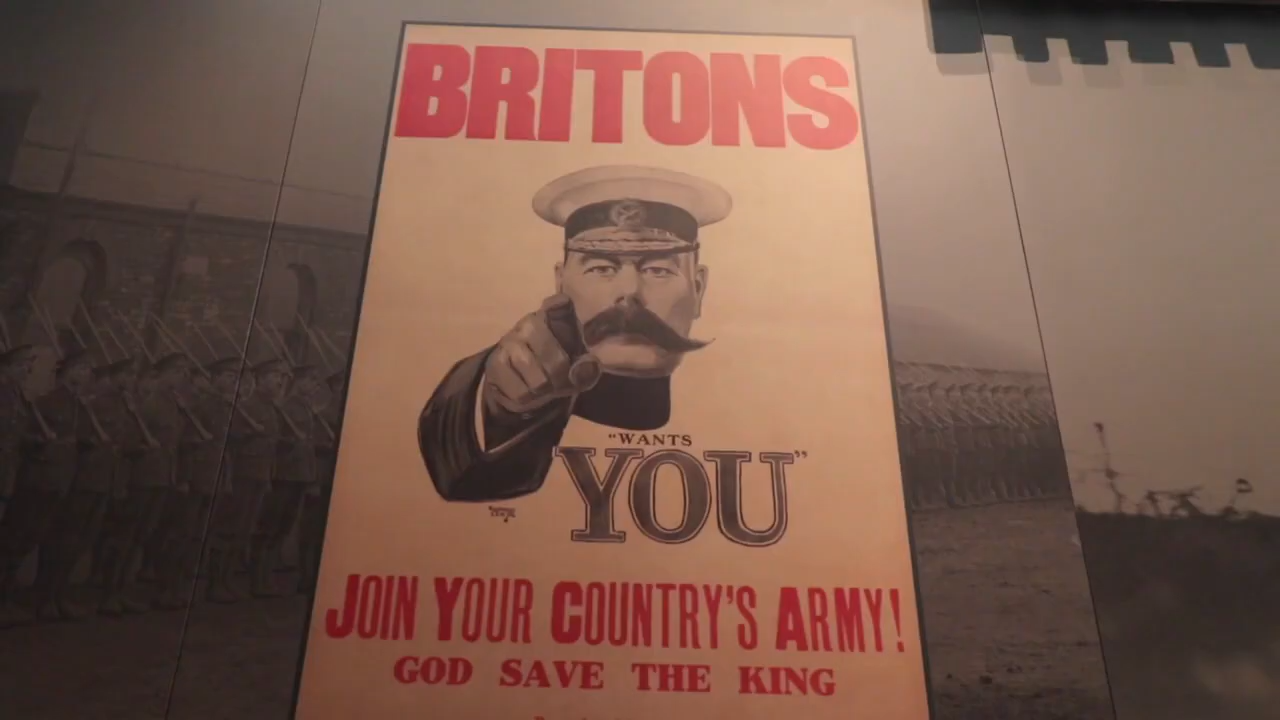 BRITONS
"WANTS
YOU"
JOIN YOUR COUNTRY'S ARMY!
GOD SAVE THE KING